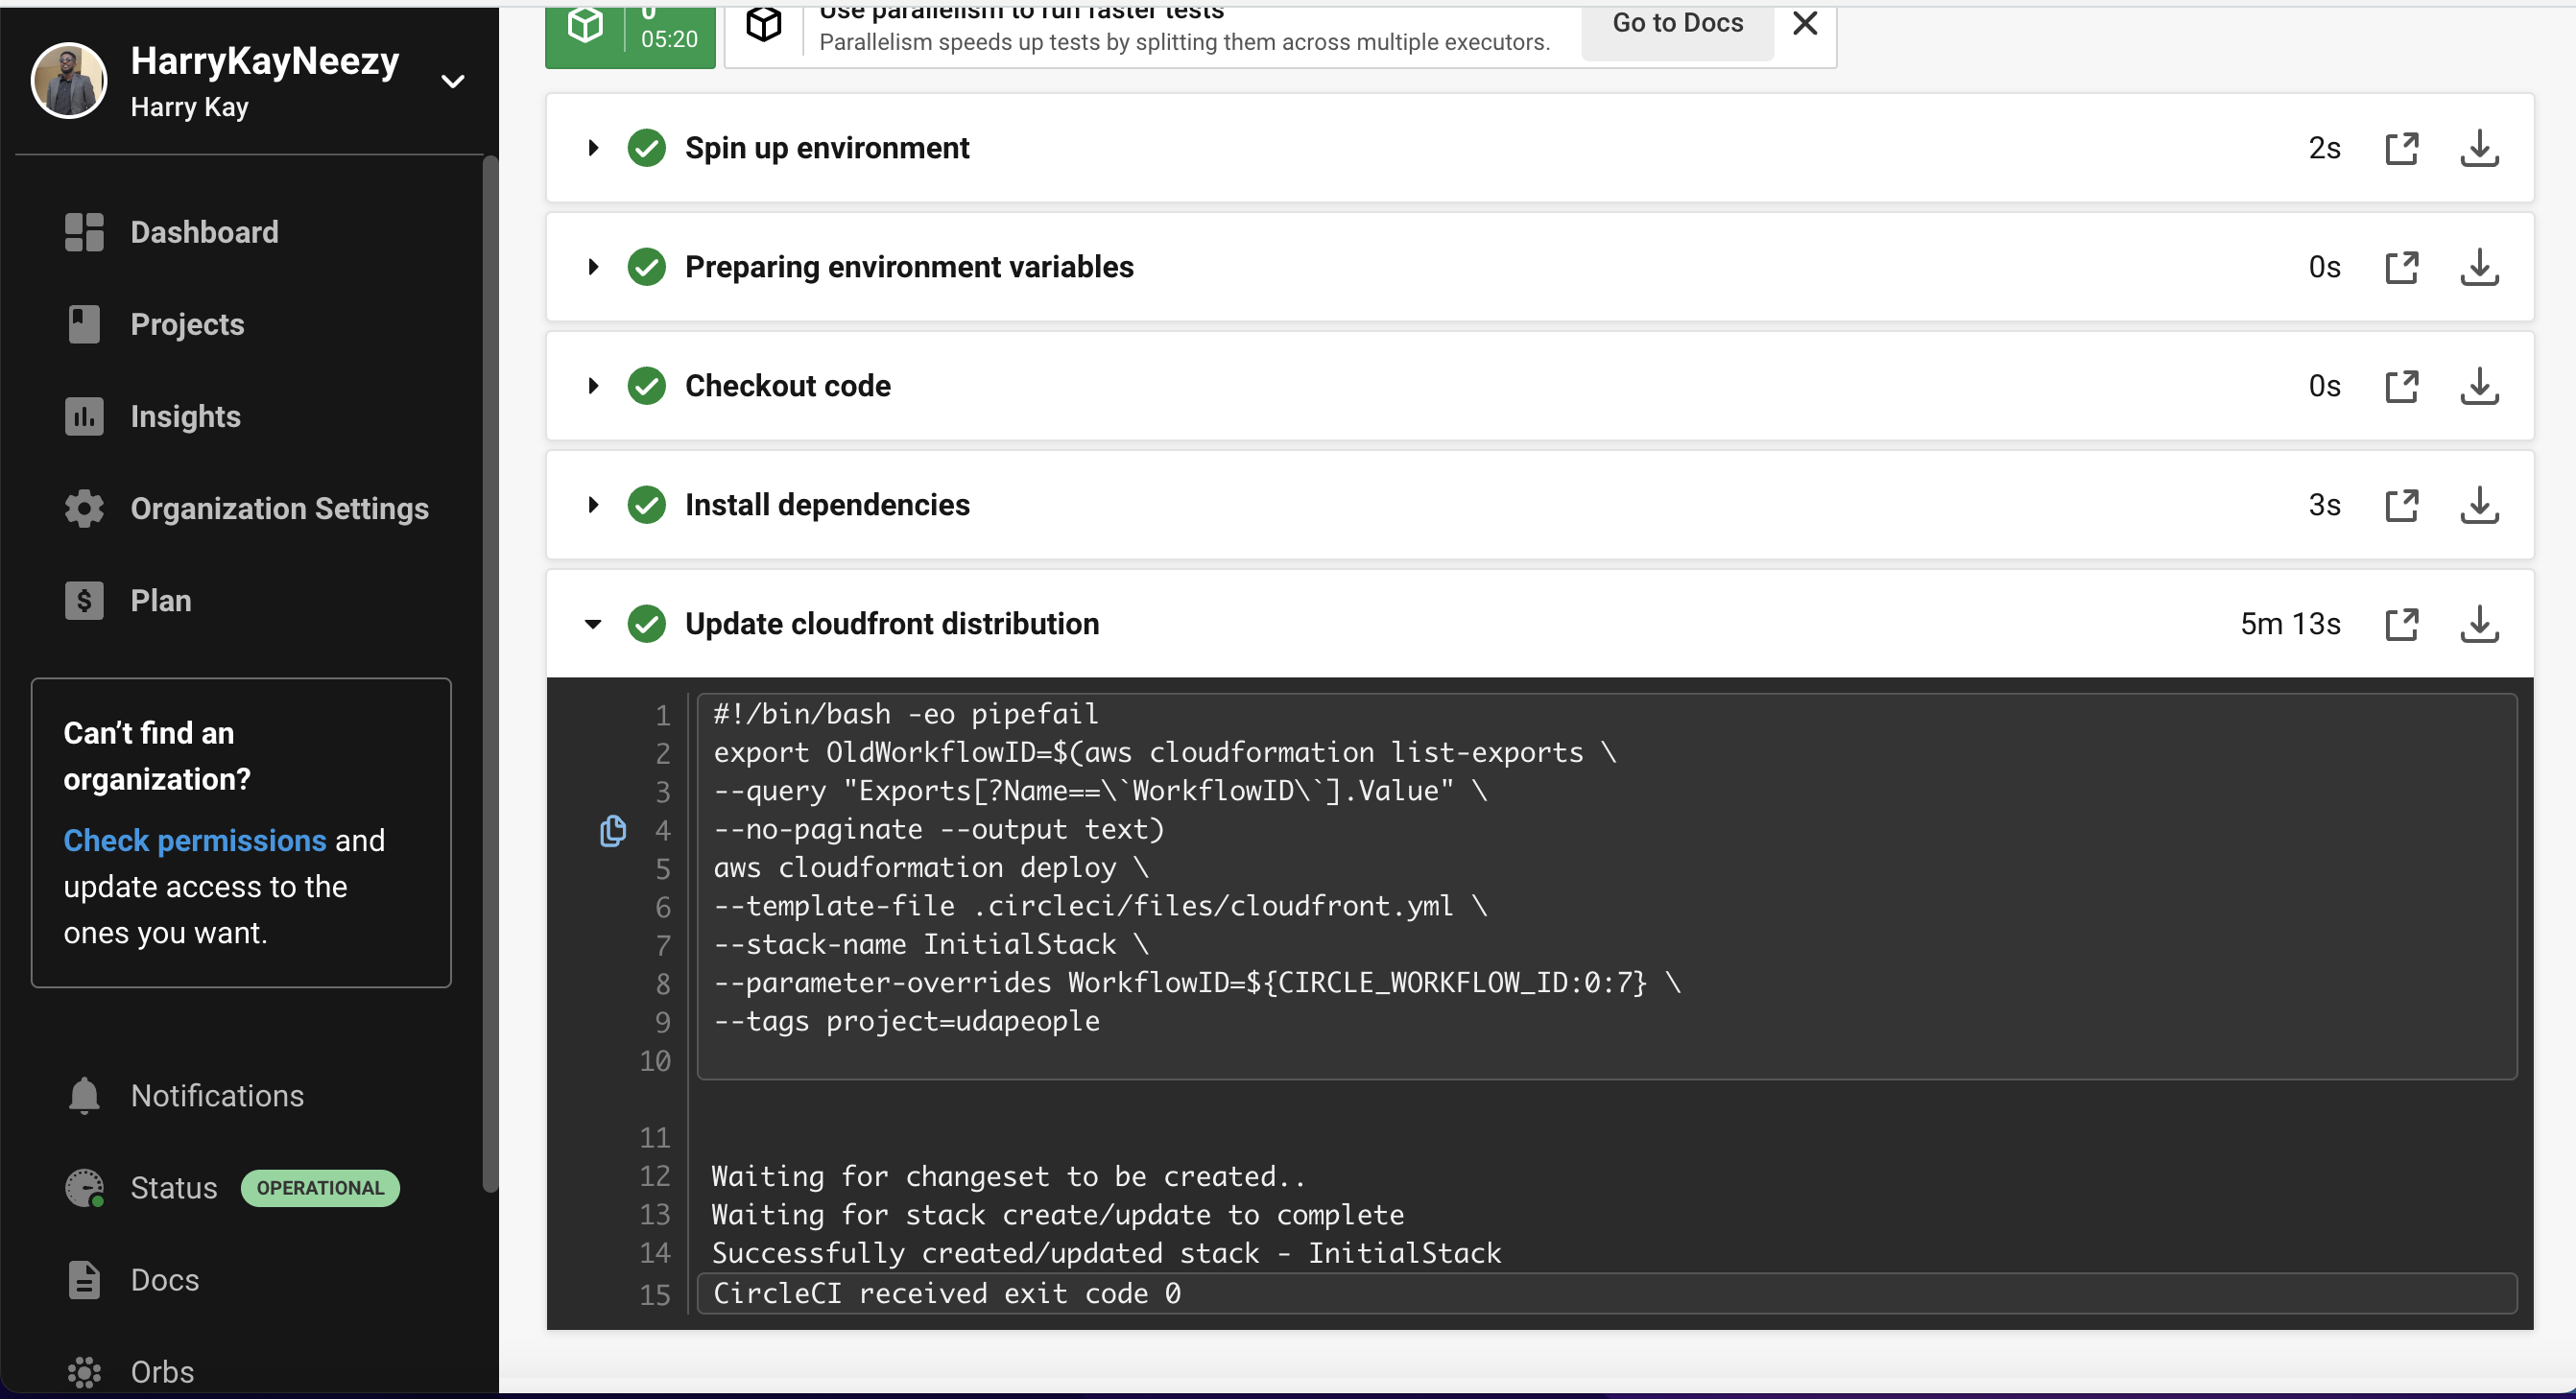 HarryKayNeezy
Harry Kay
Dashboard
Projects
Insights
Organization Settings
Plan
Can't find an
organization?
Check permissions and
update access to the
ones you want.
Notifications
Status OPERATIONAL
Docs
Orbs
0
05:20
Use parallelism to run faster tests
Parallelism speeds up tests by splitting them across multiple executors.
Go to Docs
Spin up environment 2s
Preparing environment variables 0s
Checkout code 0s
Install dependencies 3s
Update cloudfront distribution 5m 13s
1 #!/bin/bash -eo pipefail
2 export OldWorkflowID=$(aws cloudformation list-exports \
3 --query "Exports[?Name==\`WorkflowID\`].Value" \
4 --no-paginate --output text)
5 aws cloudformation deploy \
6 --template-file .circleci/files/cloudfront.yml \
7 --stack-name InitialStack \
8 --parameter-overrides WorkflowID=${CIRCLE_WORKFLOW_ID:0:7} \
9 --tags project=udapeople
10
11
12 Waiting for changeset to be created..
13 Waiting for stack create/update to complete
14 Successfully created/updated stack - InitialStack
15 CircleCI received exit code 0